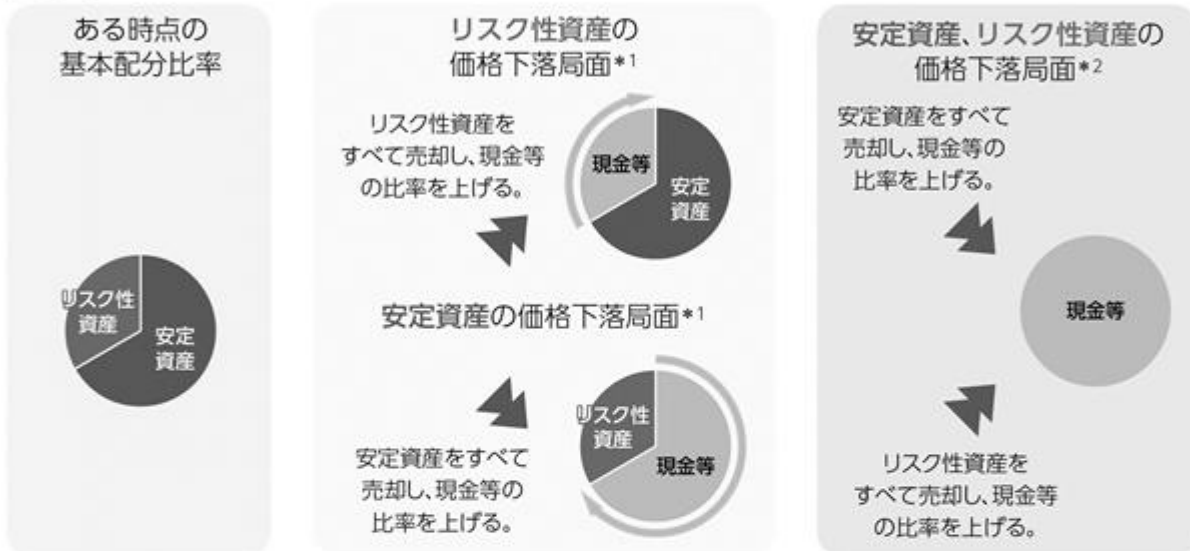 ある時点の
基本配分比率
リスク性
資産
安定
資産
リスク性資産の
価格下落局面*1
リスク性資産を
すべて売却し、現金等
の比率を上げる。
現金等
安定
資産
安定資産の価格下落局面*1
安定資産をすべて
売却し、現金等の
比率を上げる。
リスク性
資産
現金等
安定資産、リスク性資産の
価格下落局面*2
安定資産をすべて
売却し、現金等の
比率を上げる。
現金等
リスク性資産を
すべて売却し、現金等
の比率を上げる。